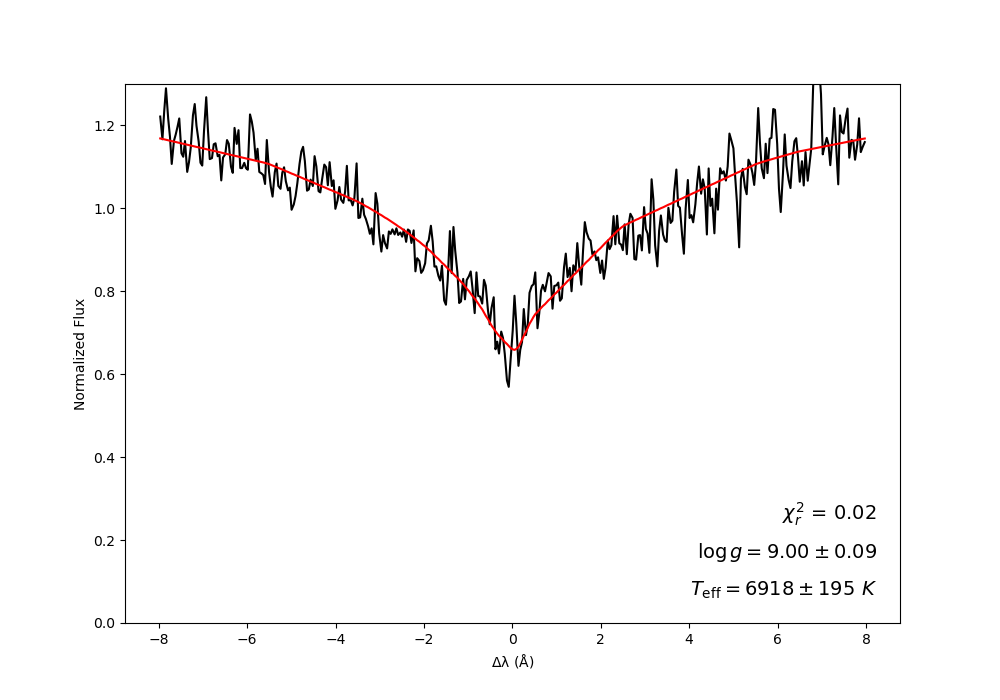 1.2
1.0
0.8
0.6
0.4
0.2
0.0
Normalized Flux
χ²ᵣ = 0.02
log g = 9.00 ± 0.09
T_eff = 6918 ± 195 K
−8 −6 −4 −2 0 2 4 6 8
Δλ (Å)